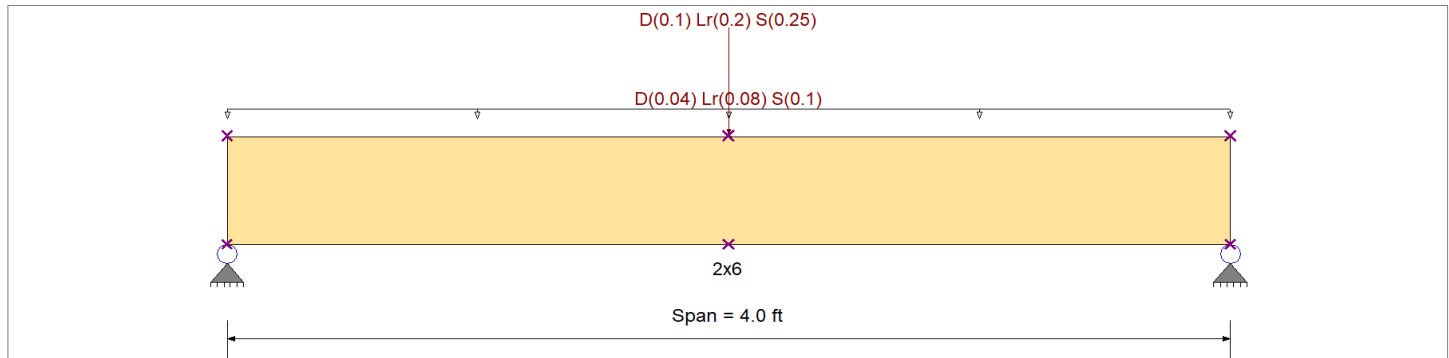 D(0.1) Lr(0.2) S(0.25)
D(0.04) Lr(0.08) S(0.1)
2x6
Span = 4.0 ft